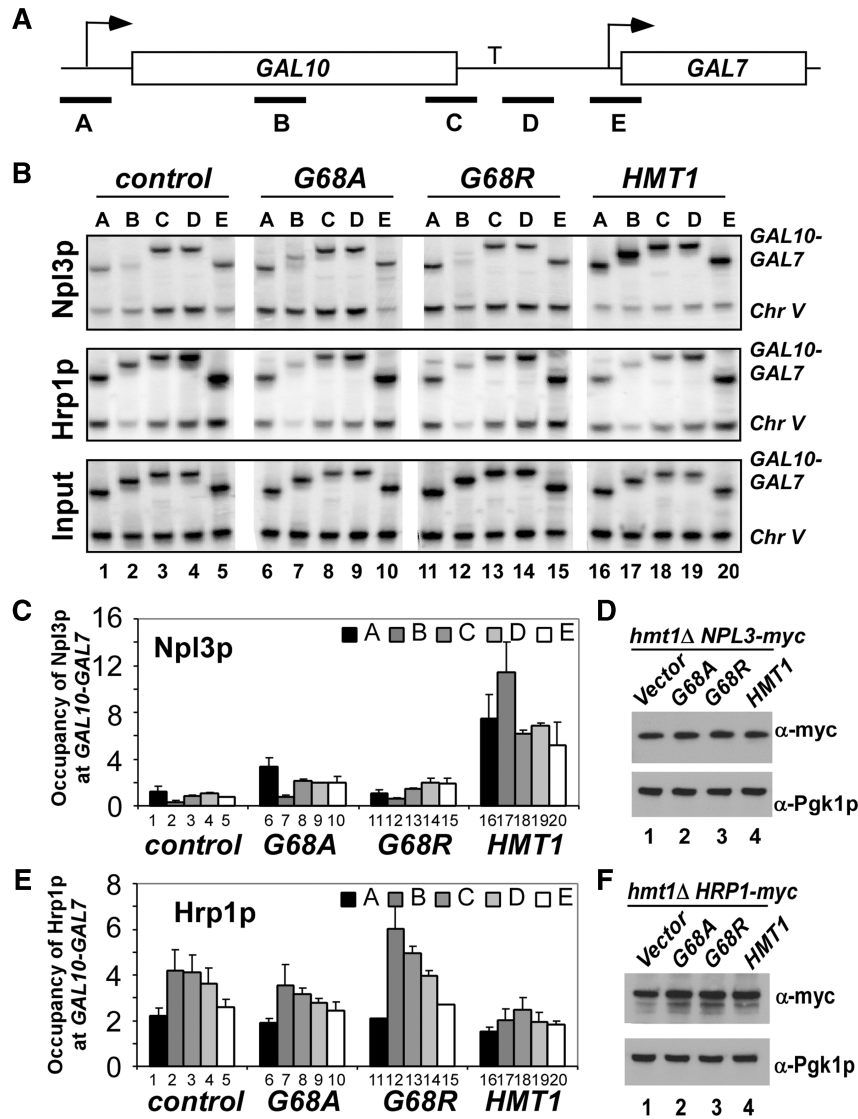 A
T
GAL10
GAL7
A B C D E
B
control G68A G68R HMT1
A B C D E A B C D E A B C D E A B C D E
Npl3p
GAL10-
GAL7
Chr V
Hrp1p
GAL10-
GAL7
Chr V
Input
GAL10-
GAL7
Chr V
1 2 3 4 5 6 7 8 9 10 11 12 13 14 15 16 17 18 19 20
C
Occupancy of Npl3p
at GAL10-GAL7
16
12
8
4
0
Npl3p
A B C D E
1 2 3 4 5 6 7 8 9 10 11 12 13 14 15 16 17 18 19 20
control G68A G68R HMT1
D
hmt1Δ NPL3-myc
Vector G68A G68R HMT1
α-myc
α-Pgk1p
1 2 3 4
E
Occupancy of Hrp1p
at GAL10-GAL7
8
6
4
2
0
Hrp1p
A B C D E
1 2 3 4 5 6 7 8 9 10 11 12 13 14 15 16 17 18 19 20
control G68A G68R HMT1
F
hmt1Δ HRP1-myc
Vector G68A G68R HMT1
α-myc
α-Pgk1p
1 2 3 4